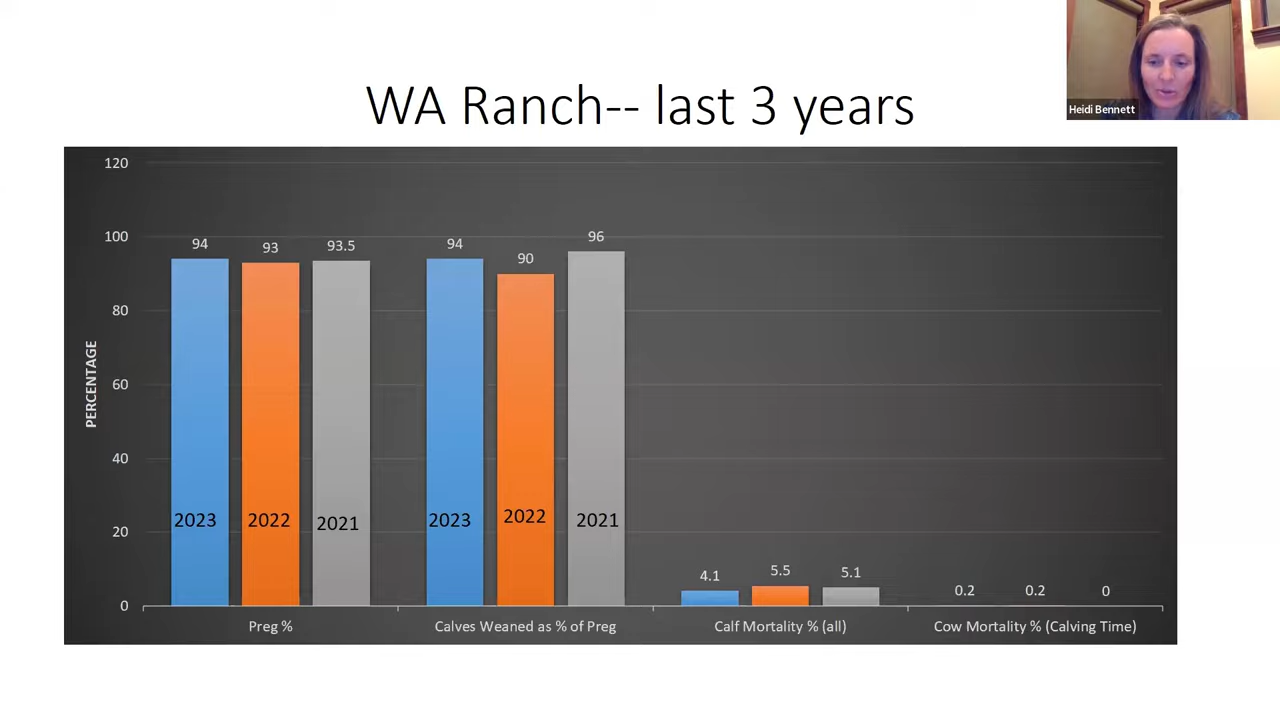 WA Ranch-- last 3 years
Heidi Bennett
120
100
80
60
40
20
0
PERCENTAGE
94 93 93.5
94 90 96
4.1 5.5 5.1
0.2 0.2 0
2023 2022 2021
2023 2022 2021
Preg %
Calves Weaned as % of Preg
Calf Mortality % (all)
Cow Mortality % (Calving Time)